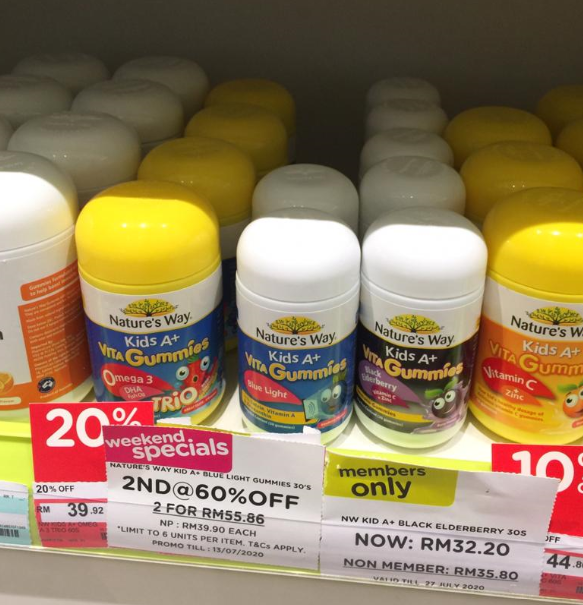 Nature's Way.
Kids A+
VITA Gummies
Omega 3
DHA
TRIO
Nature's Way.
Kids A+
VITA Gummies
Blue Light
Nature's Way.
Kids A+
VITA Gummies
Black
Elderberry
Vitamin C
+ Zinc
Nature's Way
Kids A+
VITA
Vitamin C
Zinc
20%
20% OFF
RM 39.92
weekend
specials
NATURE'S WAY KID A+ BLUE LIGHT GUMMIES 30'S
2ND@60%OFF
2 FOR RM55.86
NP : RM39.90 EACH
*LIMIT TO 6 UNITS PER ITEM. T&Cs APPLY.
PROMO TILL : 13/07/2020
members
only
NW KID A+ BLACK ELDERBERRY 30S
NOW: RM32.20
NON MEMBER: RM35.80
VALID TILL 27 JULY 2020
10%